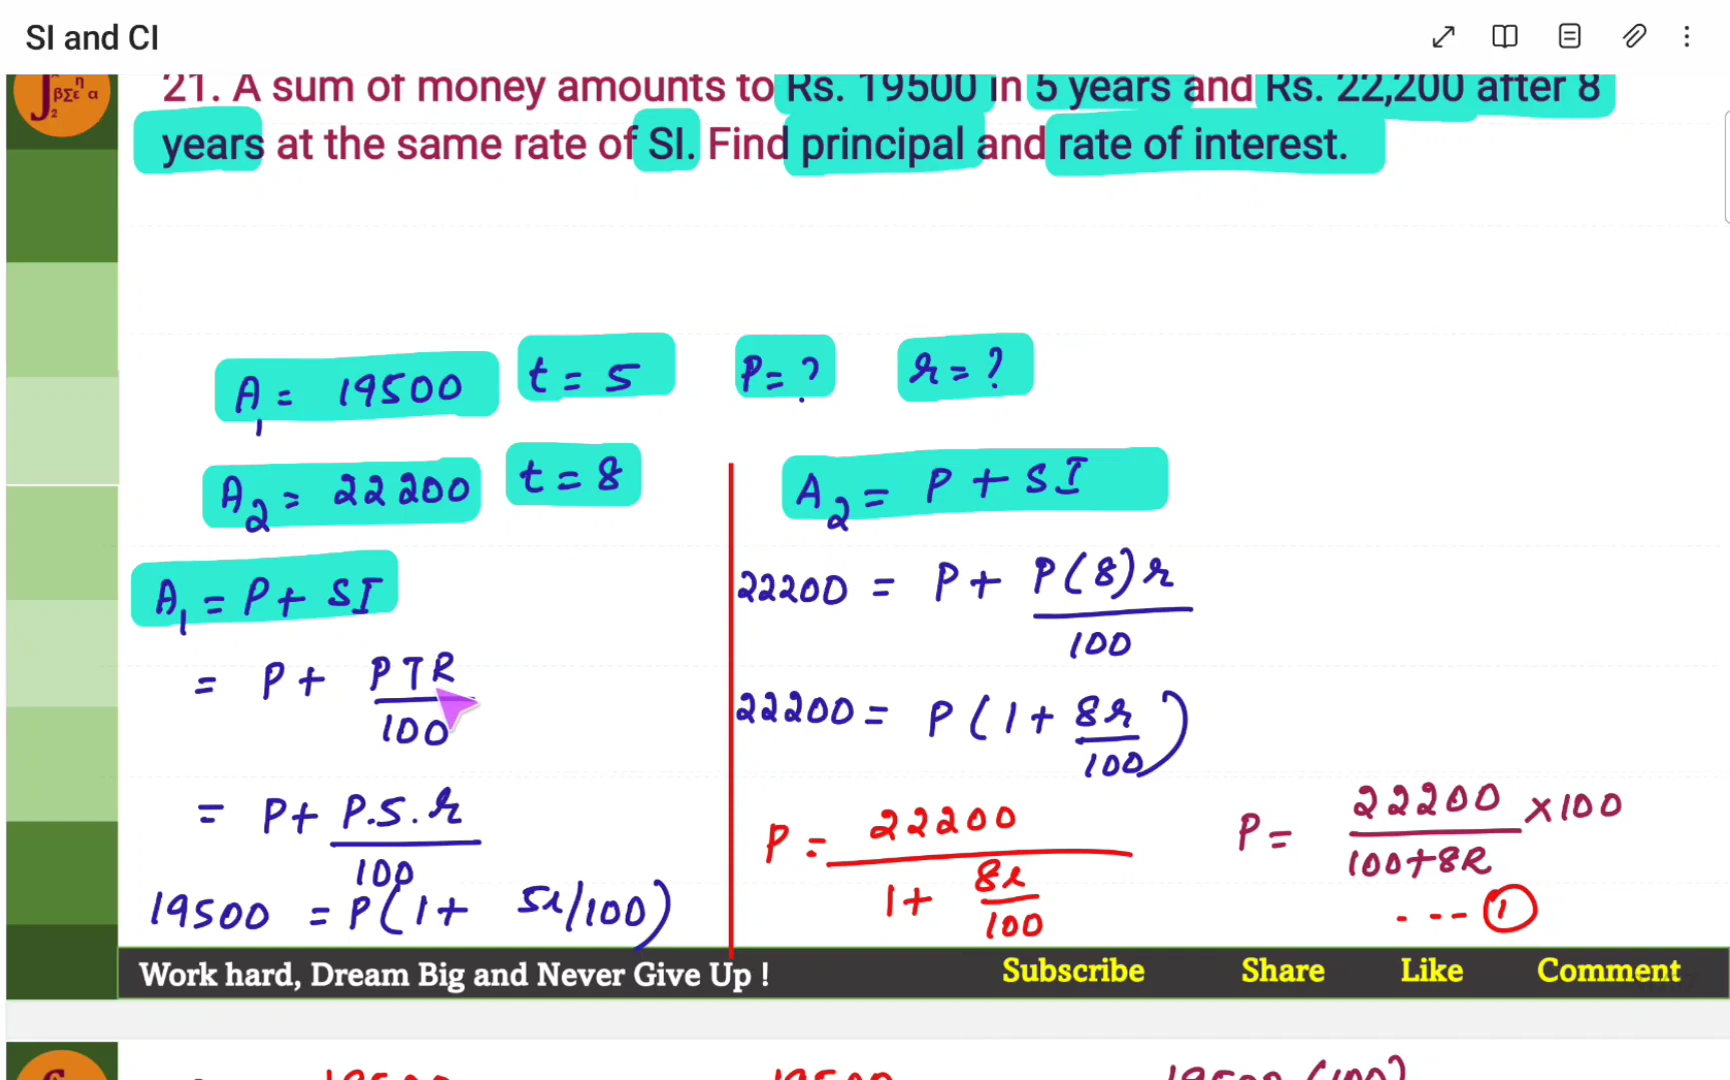 SI and CI
21. A sum of money amounts to Rs. 19500 in 5 years and Rs. 22,200 after 8
years at the same rate of SI. Find principal and rate of interest.
A₁ = 19500 t = 5 P = ? r = ?
A₂ = 22200 t = 8
A₁ = P + SI
= P + PTR/100
= P + P.5.r/100
19500 = P(1 + 5r/100)
A₂ = P + SI
22200 = P + P(8)r/100
22200 = P(1 + 8r/100)
P = 22200/(1 + 8r/100)
P = 22200/(100+8R) ×100
---- ①
Work hard, Dream Big and Never Give Up ! Subscribe Share Like Comment
19500 19500 19500 (100)